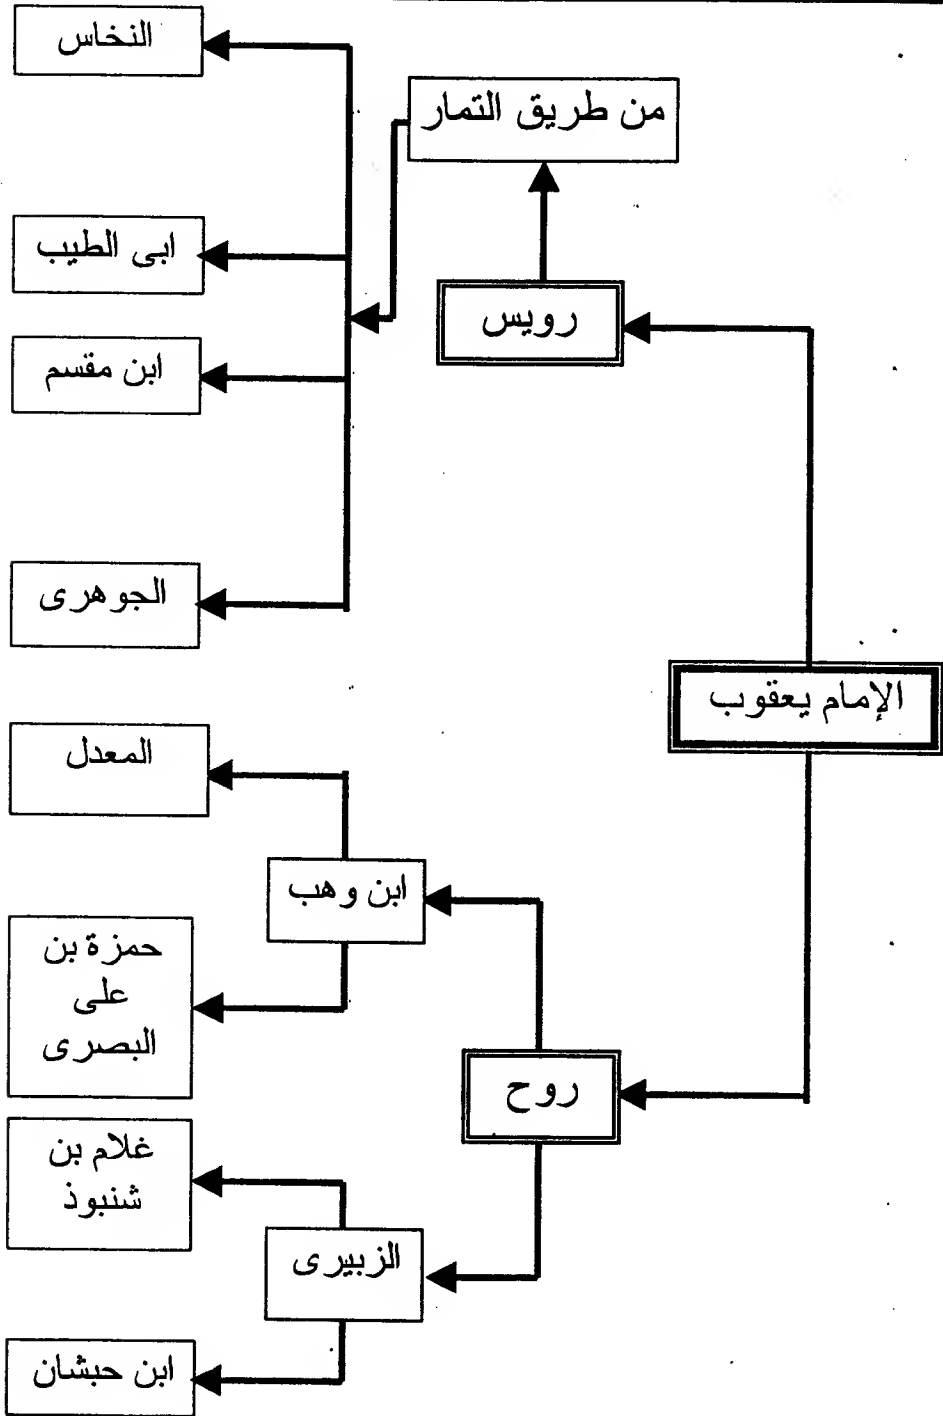 النخاس
من طريق التمار
ابى الطيب
رويس
ابن مقسم
الجوهرى
الإمام يعقوب
المعدل
ابن وهب
حمزة بن
على
البصرى
روح
غلام بن
شنبوذ
الزبيرى
ابن حبشان